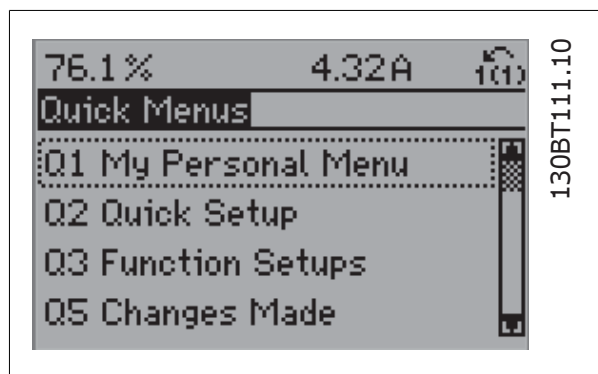 76.1% 4.32A 1(1)
Quick Menus
Q1 My Personal Menu
Q2 Quick Setup
Q3 Function Setups
Q5 Changes Made
130BT111.10